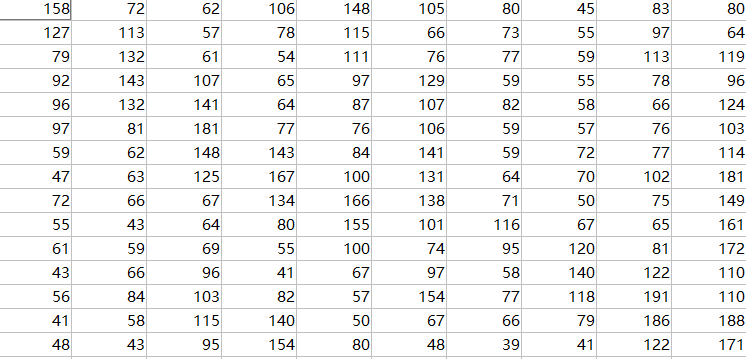 158 72 62 106 148 105 80 45 83 80
127 113 57 78 115 66 73 55 97 64
79 132 61 54 111 76 77 59 113 119
92 143 107 65 97 129 59 55 78 96
96 132 141 64 87 107 82 58 66 124
97 81 181 77 76 106 59 57 76 103
59 62 148 143 84 141 59 72 77 114
47 63 125 167 100 131 64 70 102 181
72 66 67 134 166 138 71 50 75 149
55 43 64 80 155 101 116 67 65 161
61 59 69 55 100 74 95 120 81 172
43 66 96 41 67 97 58 140 122 110
56 84 103 82 57 154 77 118 191 110
41 58 115 140 50 67 66 79 186 188
48 43 95 154 80 48 39 41 122 171